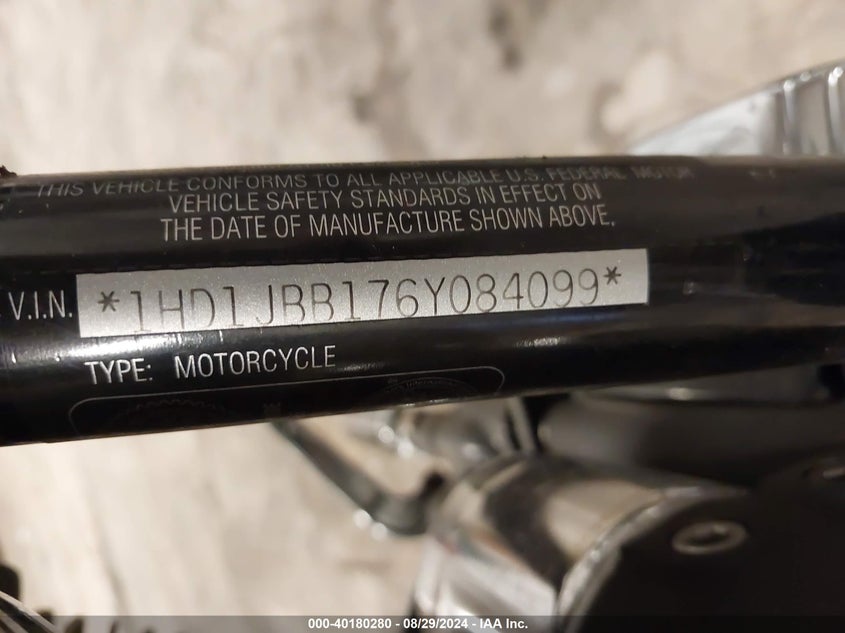 THIS VEHICLE CONFORMS TO ALL APPLICABLE U.S. FEDERAL MOTOR
VEHICLE SAFETY STANDARDS IN EFFECT ON
THE DATE OF MANUFACTURE SHOWN ABOVE.
V.I.N. *1HD1JBB176Y084099*
TYPE: MOTORCYCLE
000-40180280 - 08/29/2024 - IAA Inc.